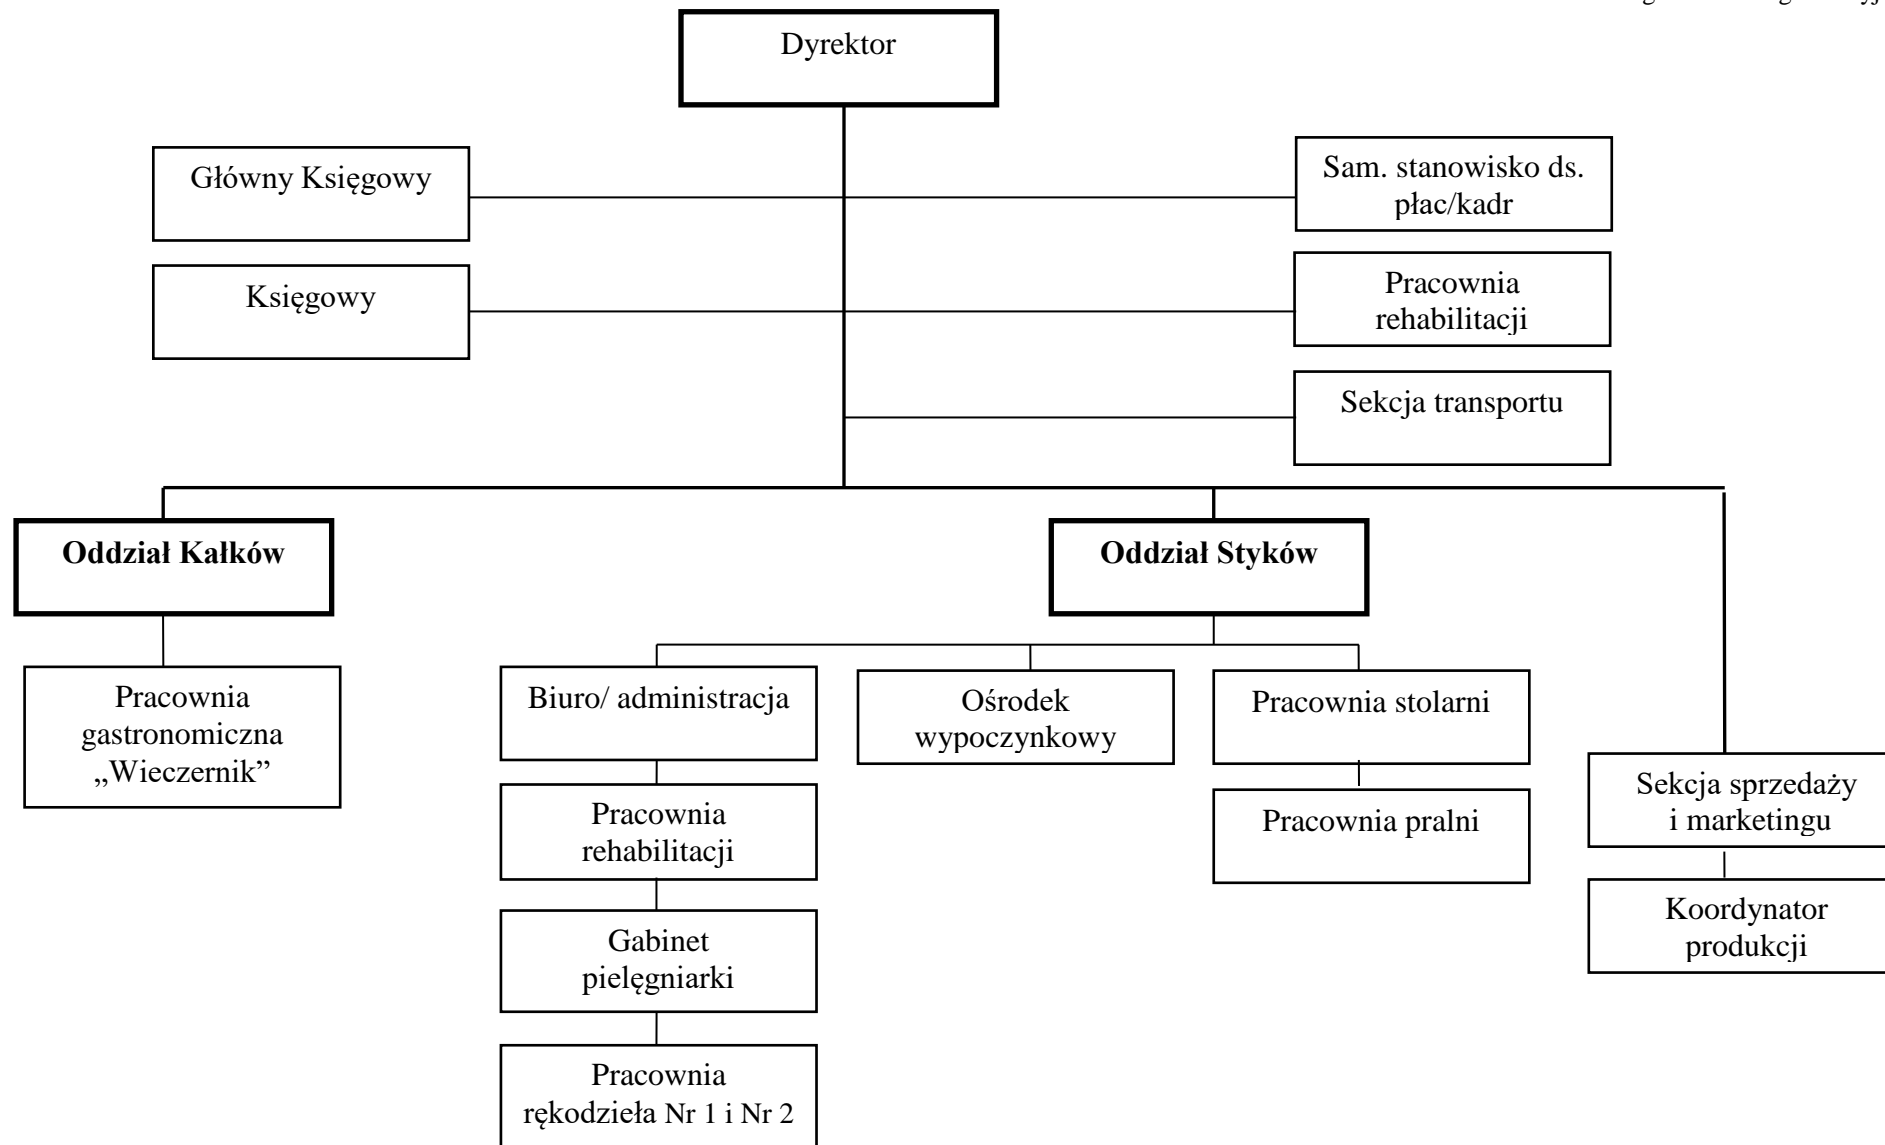 Dyrektor
Główny Księgowy
Sam. stanowisko ds.
płac/kadr
Księgowy
Pracownia
rehabilitacji
Sekcja transportu
Oddział Kałków
Oddział Styków
Pracownia
gastronomiczna
„Wieczernik”
Biuro/ administracja
Ośrodek
wypoczynkowy
Pracownia stolarni
Sekcja sprzedaży
i marketingu
Pracownia
rehabilitacji
Pracownia pralni
Koordynator
produkcji
Gabinet
pielęgniarki
Pracownia
rękodzieła Nr 1 i Nr 2